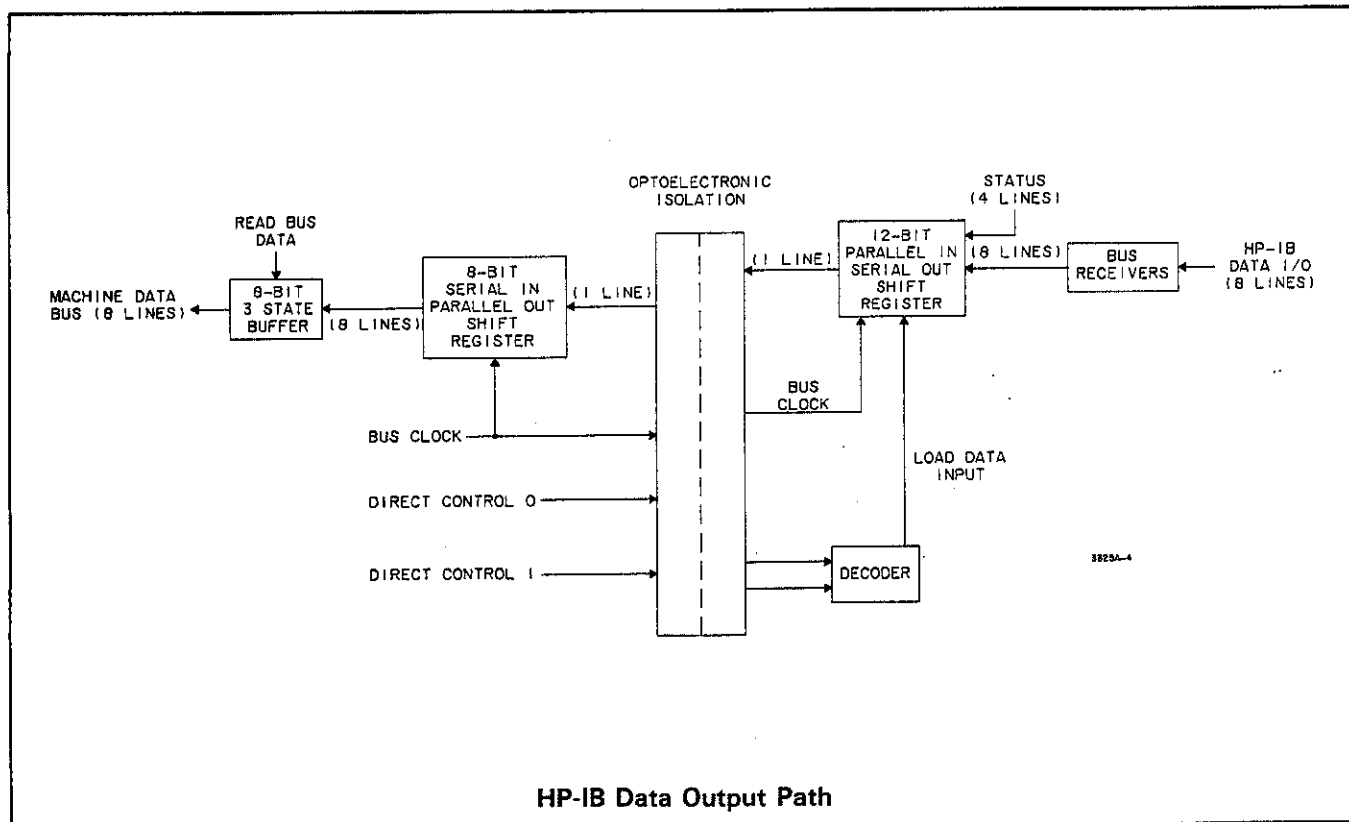 OPTOELECTRONIC
ISOLATION
STATUS
(4 LINES)
READ BUS
DATA
12-BIT
PARALLEL IN
SERIAL OUT
SHIFT
REGISTER
(1 LINE)
(8 LINES)
BUS
RECEIVERS
HP-IB
DATA I/O
(8 LINES)
MACHINE DATA
BUS (8 LINES)
8-BIT
3 STATE
BUFFER
(8 LINES)
8-BIT
SERIAL IN
PARALLEL OUT
SHIFT
REGISTER
(1 LINE)
BUS
CLOCK
BUS CLOCK
LOAD DATA
INPUT
DIRECT CONTROL 0
DIRECT CONTROL 1
DECODER
3325A-4
HP-IB Data Output Path